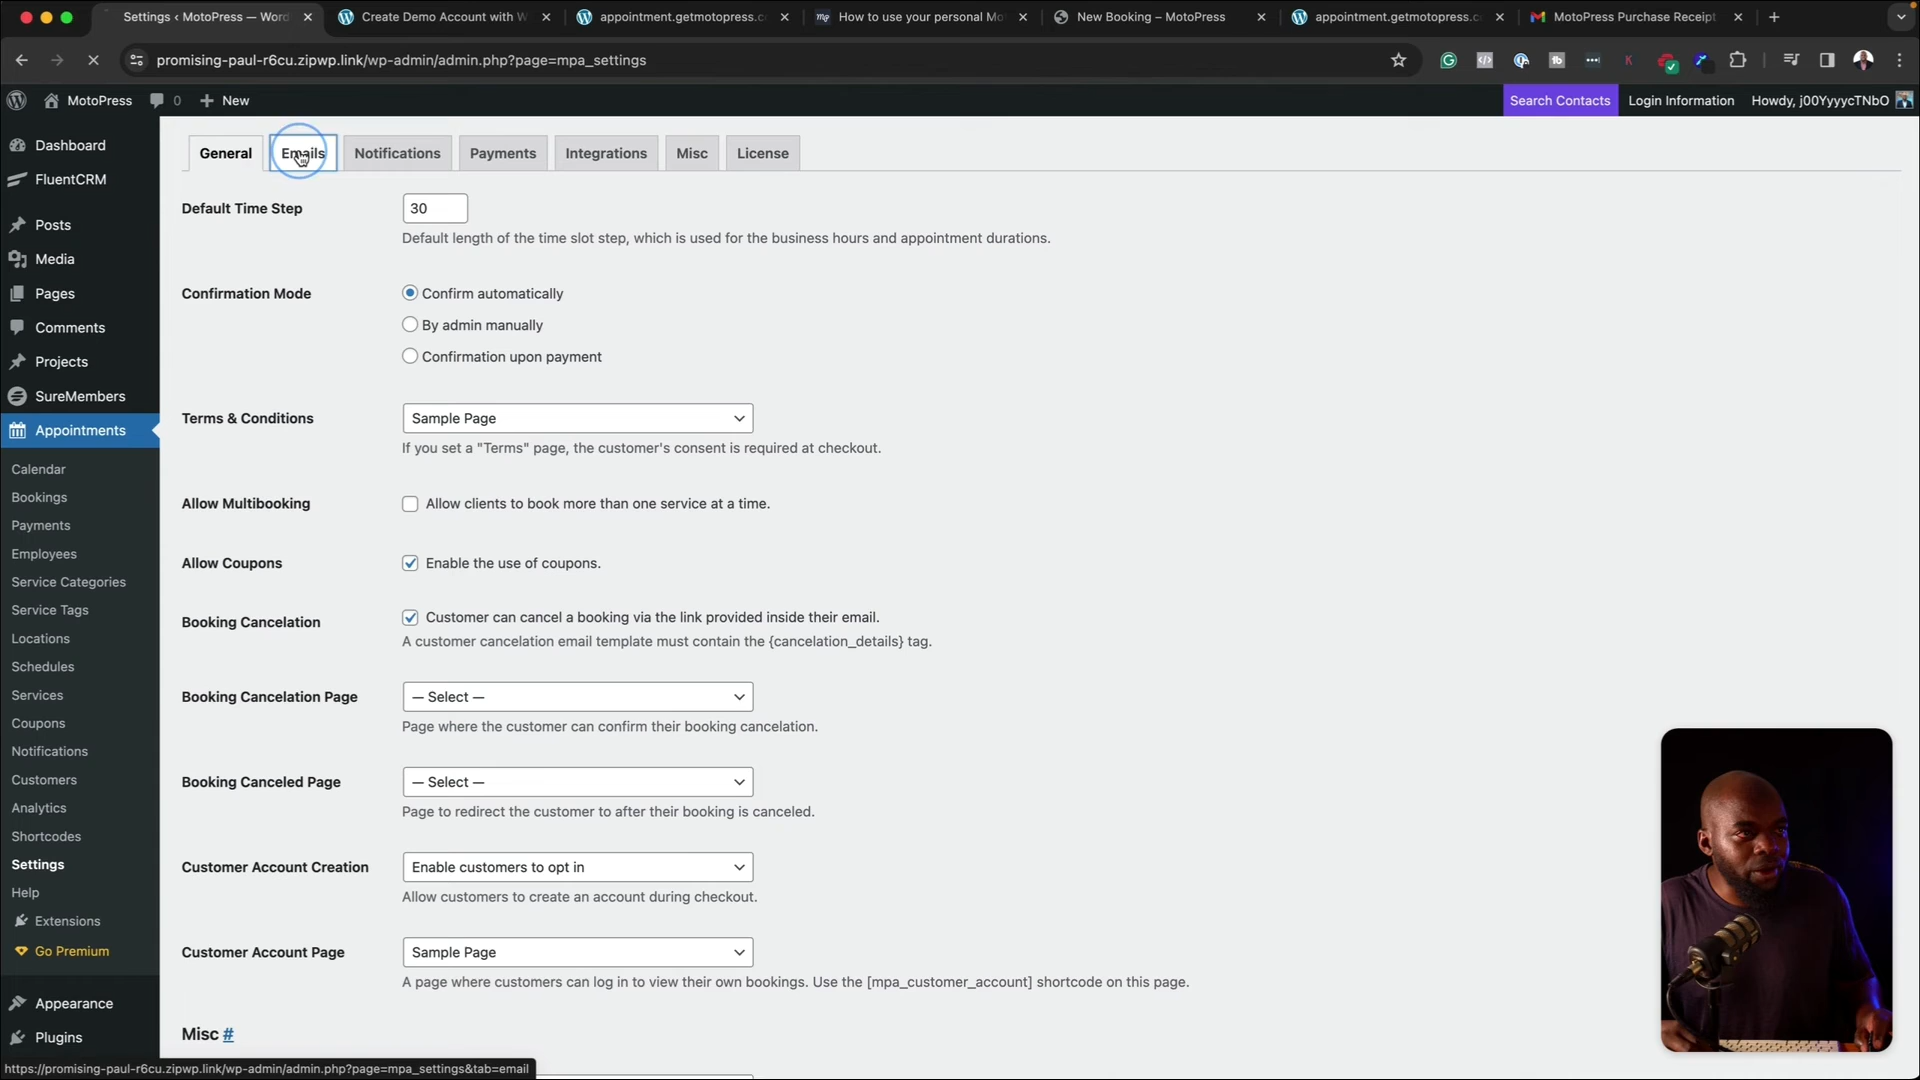 Settings ‹ MotoPress — Word
Create Demo Account with W
appointment.getmotopress.c
How to use your personal Mo
New Booking – MotoPress
appointment.getmotopress.c
MotoPress Purchase Receipt
promising-paul-r6cu.zipwp.link/wp-admin/admin.php?page=mpa_settings
MotoPress
0
New
Search Contacts
Login Information
Howdy, j00YyyycTNbO
Dashboard
FluentCRM
Posts
Media
Pages
Comments
Projects
SureMembers
Appointments
Calendar
Bookings
Payments
Employees
Service Categories
Service Tags
Locations
Schedules
Services
Coupons
Notifications
Customers
Analytics
Shortcodes
Settings
Help
Extensions
Go Premium
Appearance
Plugins
General
Emails
Notifications
Payments
Integrations
Misc
License
Default Time Step
30
Default length of the time slot step, which is used for the business hours and appointment durations.
Confirmation Mode
Confirm automatically
By admin manually
Confirmation upon payment
Terms & Conditions
Sample Page
If you set a "Terms" page, the customer's consent is required at checkout.
Allow Multibooking
Allow clients to book more than one service at a time.
Allow Coupons
Enable the use of coupons.
Booking Cancelation
Customer can cancel a booking via the link provided inside their email.
A customer cancelation email template must contain the {cancelation_details} tag.
Booking Cancelation Page
— Select —
Page where the customer can confirm their booking cancelation.
Booking Canceled Page
— Select —
Page to redirect the customer to after their booking is canceled.
Customer Account Creation
Enable customers to opt in
Allow customers to create an account during checkout.
Customer Account Page
Sample Page
A page where customers can log in to view their own bookings. Use the [mpa_customer_account] shortcode on this page.
Misc #
https://promising-paul-r6cu.zipwp.link/wp-admin/admin.php?page=mpa_settings&tab=email